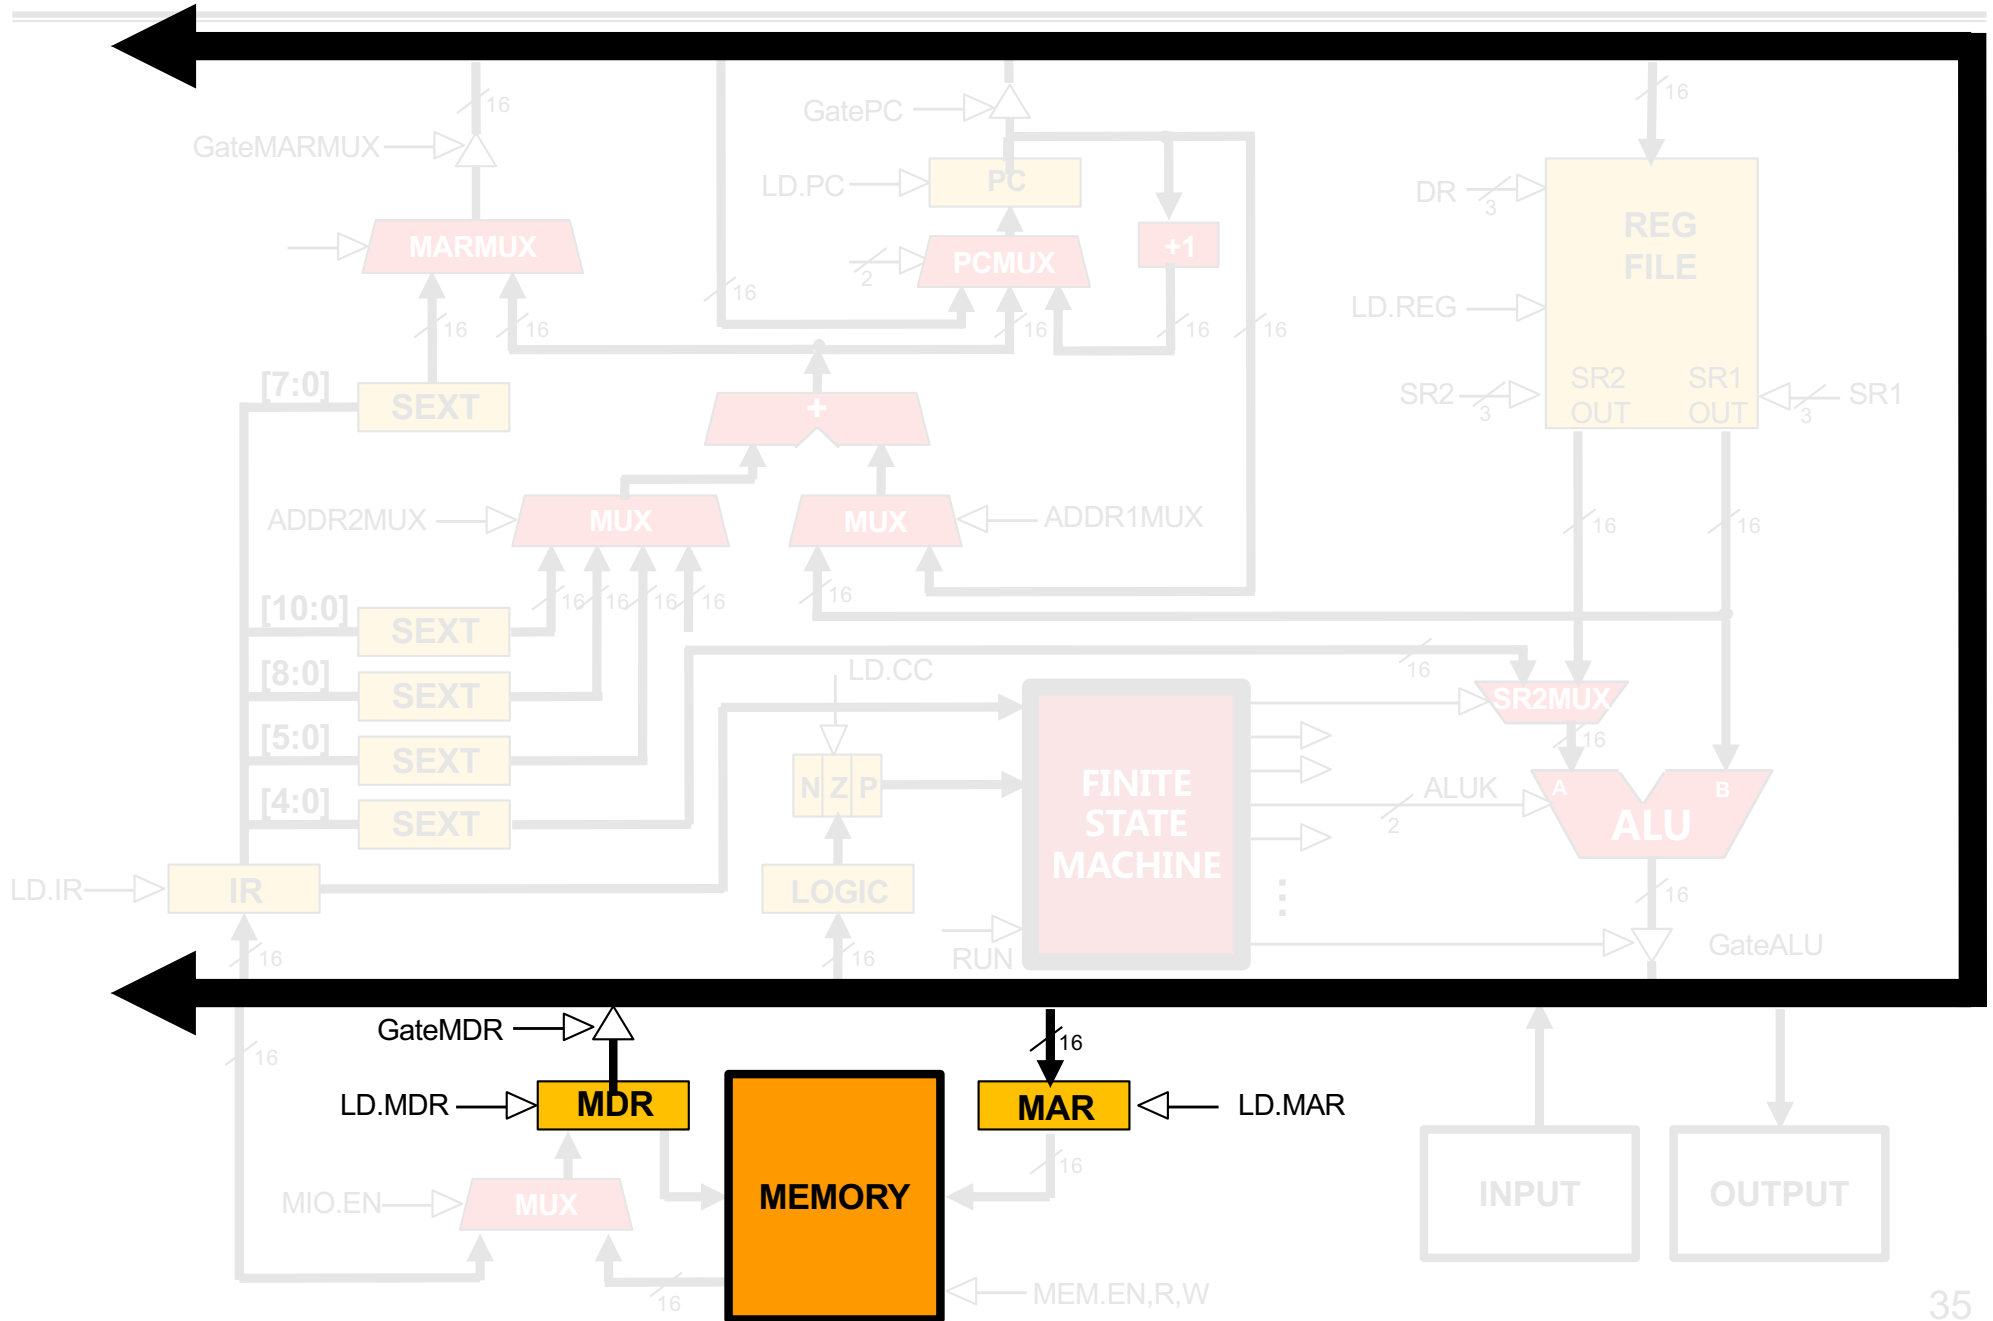 16
GatePC
16
GateMARMUX
LD.PC
PC
DR
3
REG
FILE
MARMUX
2
PCMUX
+1
16
LD.REG
16
16
16
16
16
[7:0]
SEXT
+
SR2
3
SR2
OUT
SR1
OUT
3
SR1
ADDR2MUX
MUX
MUX
ADDR1MUX
16
16
[10:0]
16
16
16
16
16
SEXT
[8:0]
SEXT
LD.CC
16
SR2MUX
[5:0]
SEXT
16
N Z P
FINITE
STATE
MACHINE
ALUK
2
A
B
ALU
[4:0]
SEXT
LD.IR
IR
LOGIC
⋮
16
16
16
RUN
GateALU
GateMDR
16
16
LD.MDR
MDR
MAR
LD.MAR
16
MIO.EN
MUX
MEMORY
INPUT
OUTPUT
16
MEM.EN,R,W
35